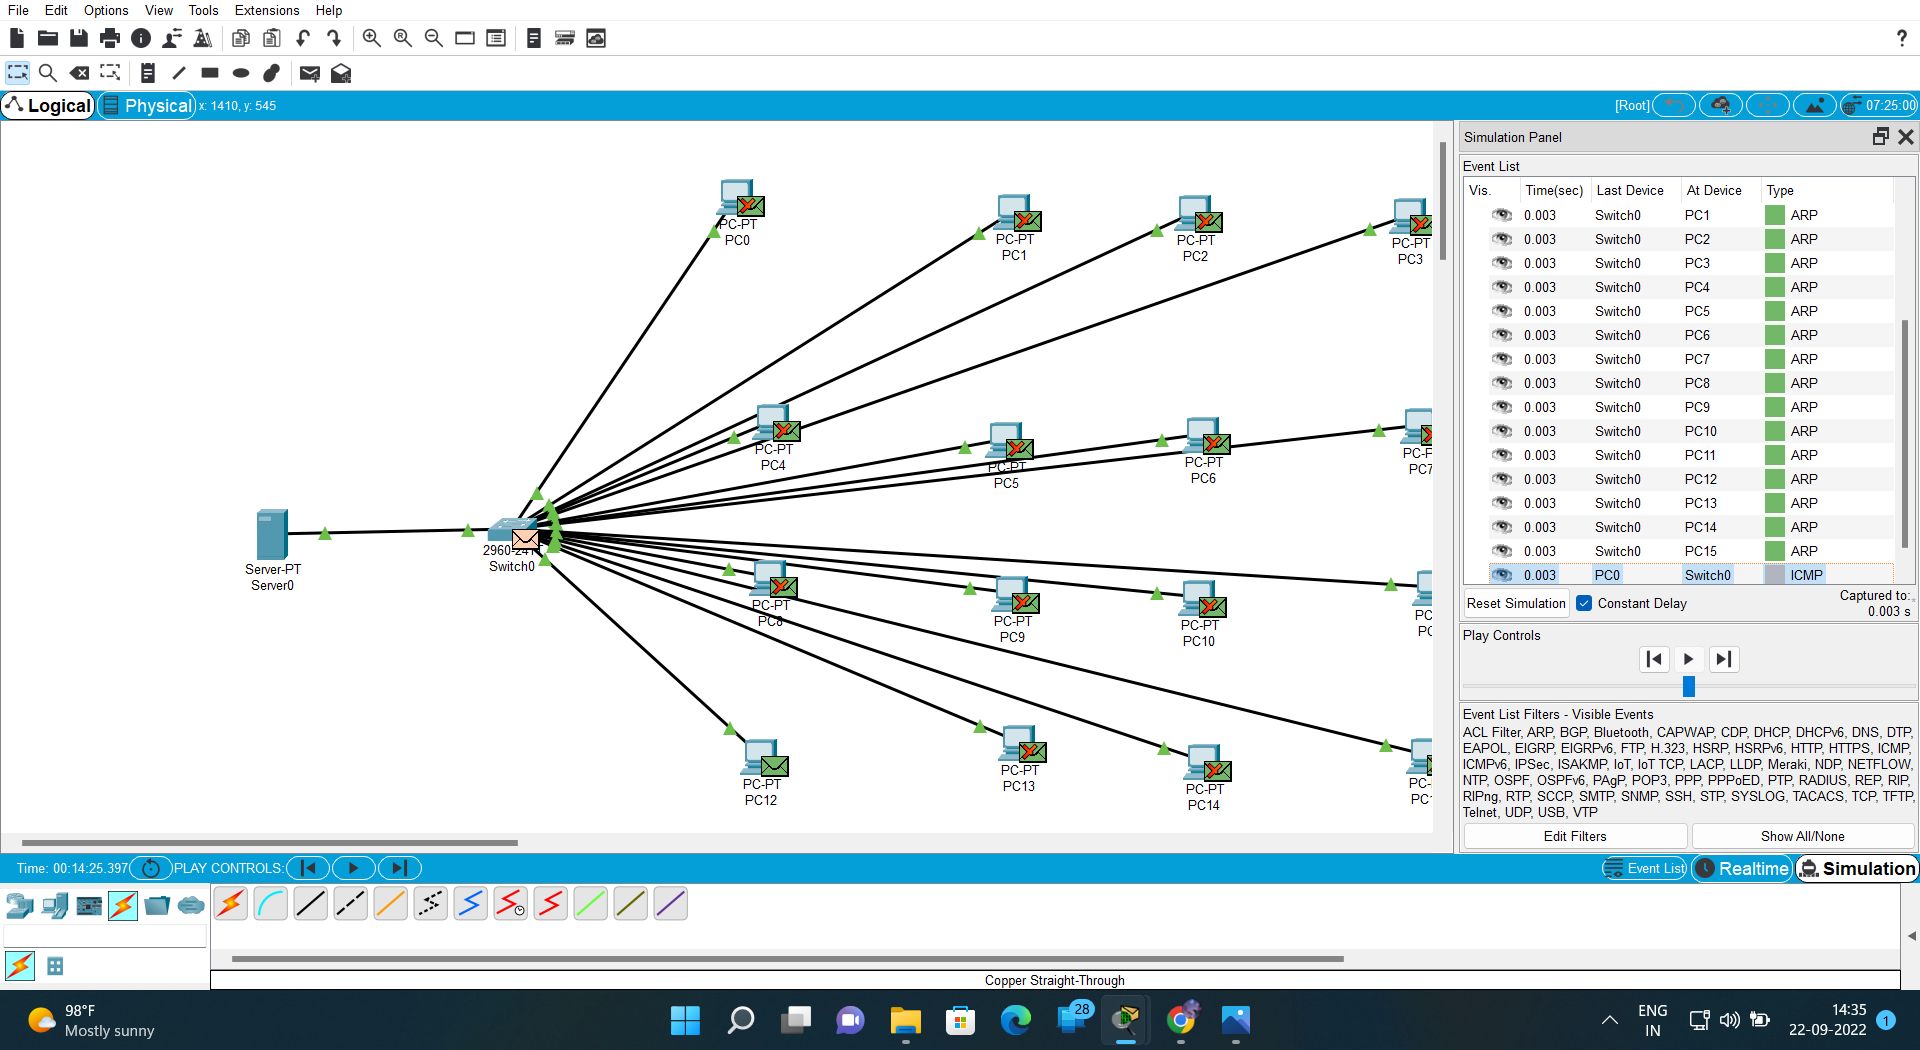 File Edit Options View Tools Extensions Help
Logical Physical x: 1410, y: 545 [Root] 07:25:00
PC-PT
PC0
PC-PT
PC1
PC-PT
PC2
PC-PT
PC3
PC-PT
PC4
PC-PT
PC5
PC-PT
PC6
PC7
Server-PT
Server0
Switch0
PC-PT
PC8
PC-PT
PC9
PC-PT
PC10
PC-PT
PC12
PC-PT
PC13
PC-PT
PC14
Simulation Panel
Event List
Vis. Time(sec) Last Device At Device Type
0.003 Switch0 PC1 ARP
0.003 Switch0 PC2 ARP
0.003 Switch0 PC3 ARP
0.003 Switch0 PC4 ARP
0.003 Switch0 PC5 ARP
0.003 Switch0 PC6 ARP
0.003 Switch0 PC7 ARP
0.003 Switch0 PC8 ARP
0.003 Switch0 PC9 ARP
0.003 Switch0 PC10 ARP
0.003 Switch0 PC11 ARP
0.003 Switch0 PC12 ARP
0.003 Switch0 PC13 ARP
0.003 Switch0 PC14 ARP
0.003 Switch0 PC15 ARP
0.003 PC0 Switch0 ICMP
Reset Simulation Constant Delay Captured to:
0.003 s
Play Controls
Event List Filters - Visible Events
ACL Filter, ARP, BGP, Bluetooth, CAPWAP, CDP, DHCP, DHCPv6, DNS, DTP,
EAPOL, EIGRP, EIGRPv6, FTP, H.323, HSRP, HSRPv6, HTTP, HTTPS, ICMP,
ICMPv6, IPSec, ISAKMP, IoT, IoT TCP, LACP, LLDP, Meraki, NDP, NETFLOW,
NTP, OSPF, OSPFv6, PAgP, POP3, PPP, PPPoED, PTP, RADIUS, REP, RIP,
RIPng, RTP, SCCP, SMTP, SNMP, SSH, STP, SYSLOG, TACACS, TCP, TFTP,
Telnet, UDP, USB, VTP
Edit Filters Show All/None
Time: 00:14:25.397 PLAY CONTROLS: Event List Realtime Simulation
Copper Straight-Through
98°F
Mostly sunny
28
ENG
IN
14:35
22-09-2022
1